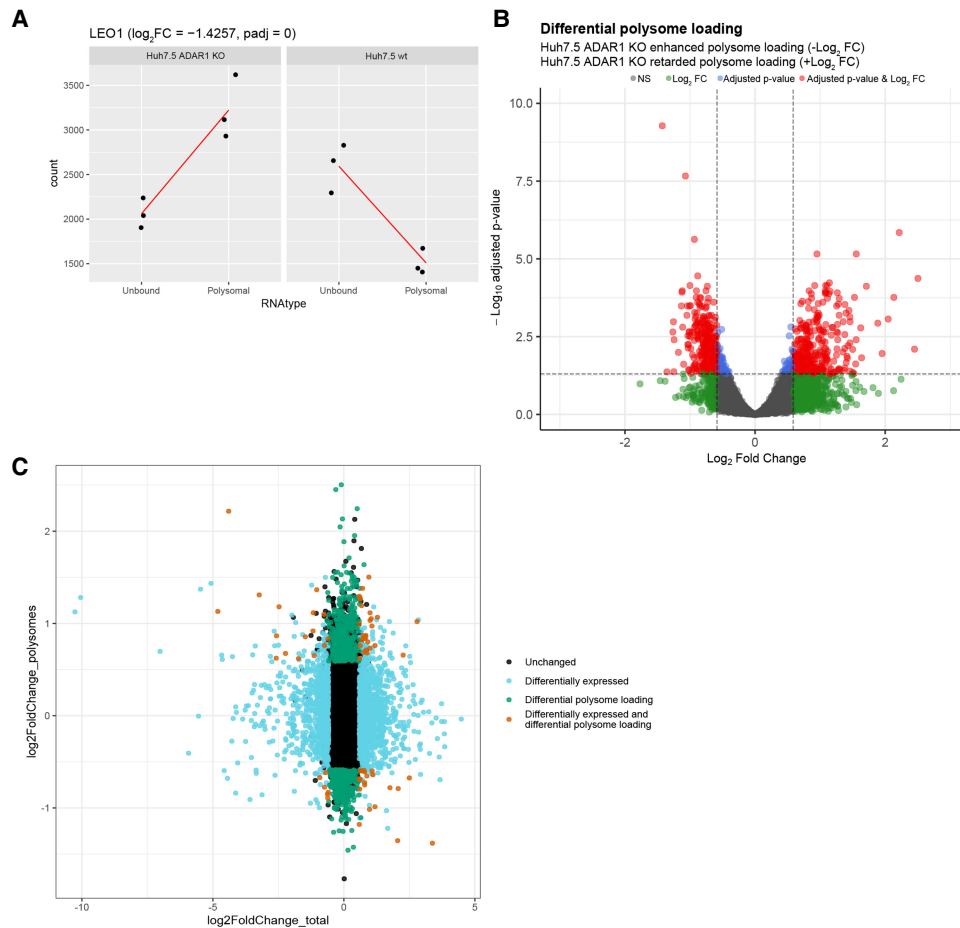 A
LEO1 (log₂FC = −1.4257, padj = 0)
Huh7.5 ADAR1 KO
Huh7.5 wt
3500
3000
2500
2000
1500
count
Unbound
Polysomal
Unbound
Polysomal
RNAtype
B
Differential polysome loading
Huh7.5 ADAR1 KO enhanced polysome loading (-Log₂ FC)
Huh7.5 ADAR1 KO retarded polysome loading (+Log₂ FC)
NS
Log₂ FC
Adjusted p-value
Adjusted p-value & Log₂ FC
10.0
7.5
5.0
2.5
0.0
− Log₁₀ adjusted p-value
-2
0
2
Log₂ Fold Change
C
2
1
0
-1
log2FoldChange_polysomes
-10
-5
0
5
log2FoldChange_total
Unchanged
Differentially expressed
Differential polysome loading
Differentially expressed and
differential polysome loading